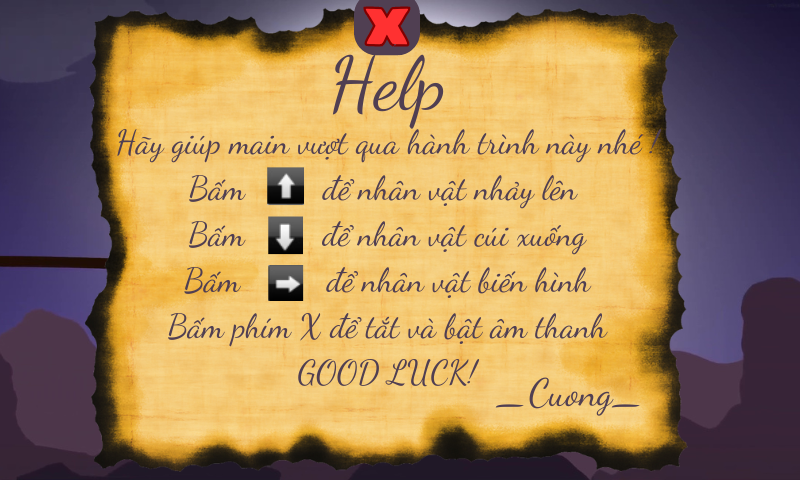 X
Help
Hãy giúp main vượt qua hành trình này nhé !
Bấm để nhân vật nhảy lên
Bấm để nhân vật cúi xuống
Bấm để nhân vật biến hình
Bấm phím X để tắt và bật âm thanh
GOOD LUCK!
_Cuong_